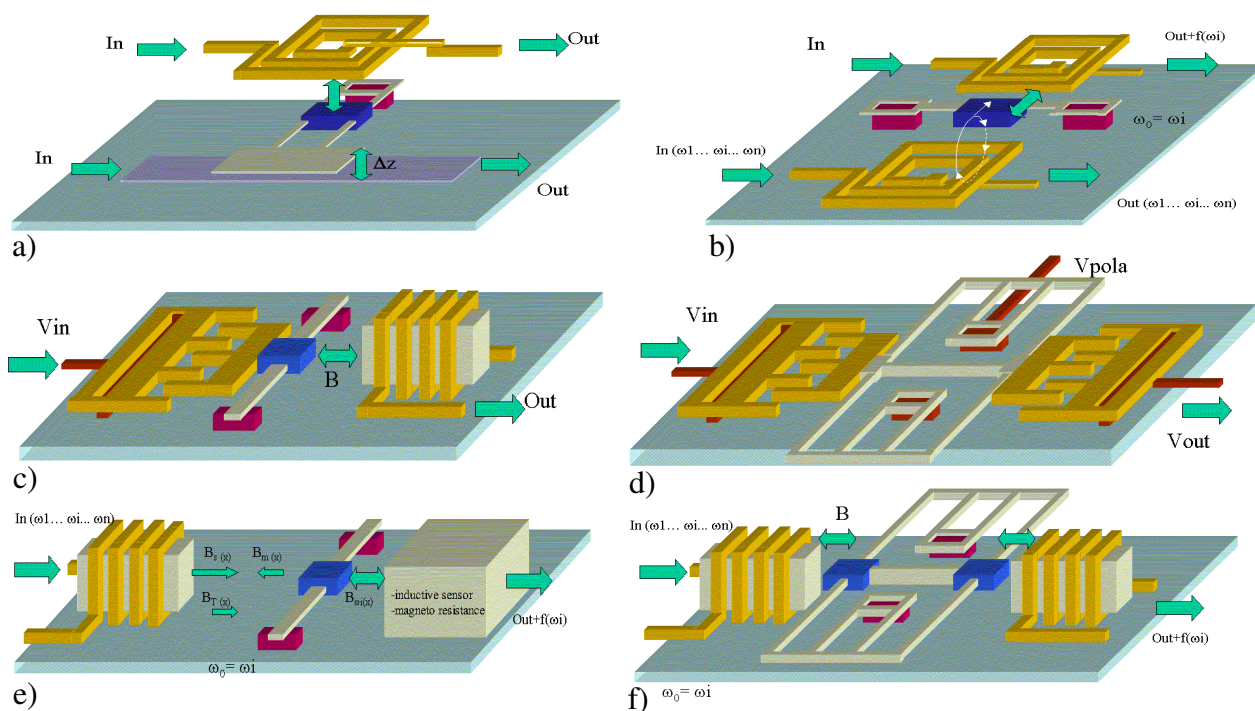 In
Out
In
Δz
Out
a)
In
Out+f(ωi)
ω₀= ωi
In (ω1… ωi... ωn)
Out (ω1… ωi... ωn)
b)
Vin
B
Out
c)
Vpola
Vin
Vout
d)
In (ω1… ωi... ωn)
B s (x)
B m (x)
B T (x)
B ωi(x)
-inductive sensor
-magneto resistance
Out+f(ωi)
ω₀= ωi
e)
In (ω1… ωi... ωn)
B
Out+f(ωi)
ω₀= ωi
f)